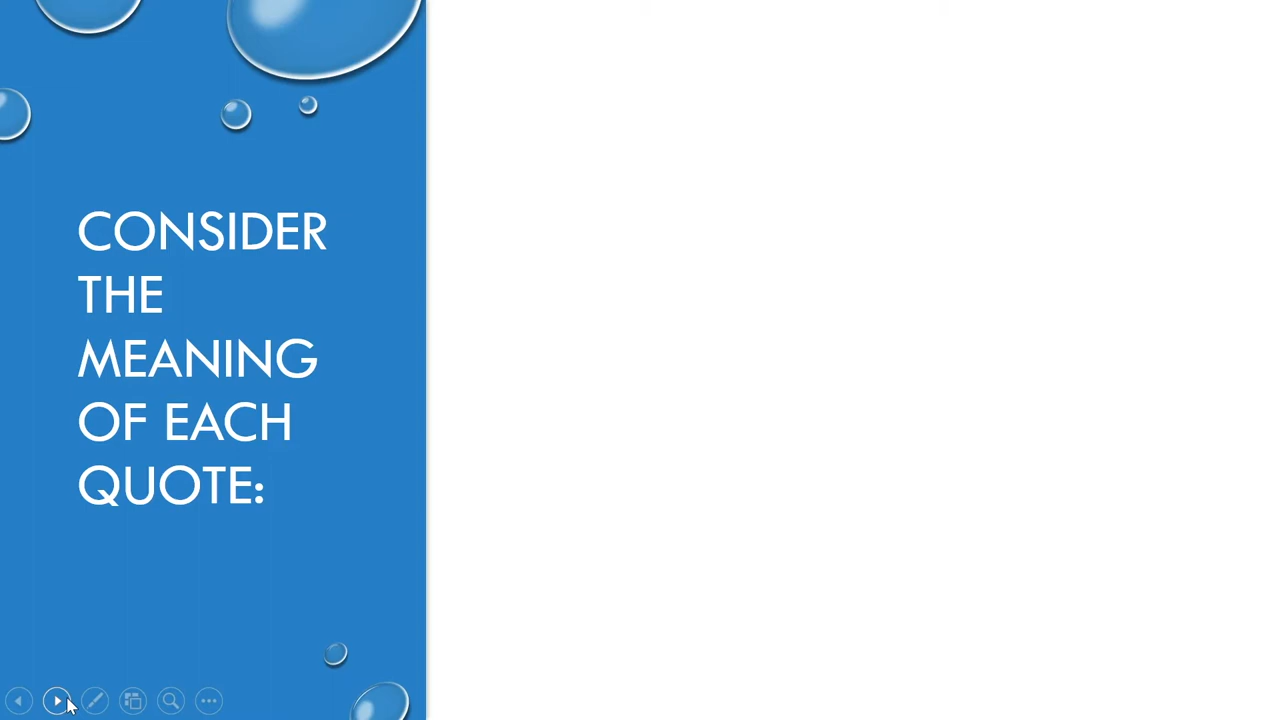 CONSIDER
THE
MEANING
OF EACH
QUOTE: